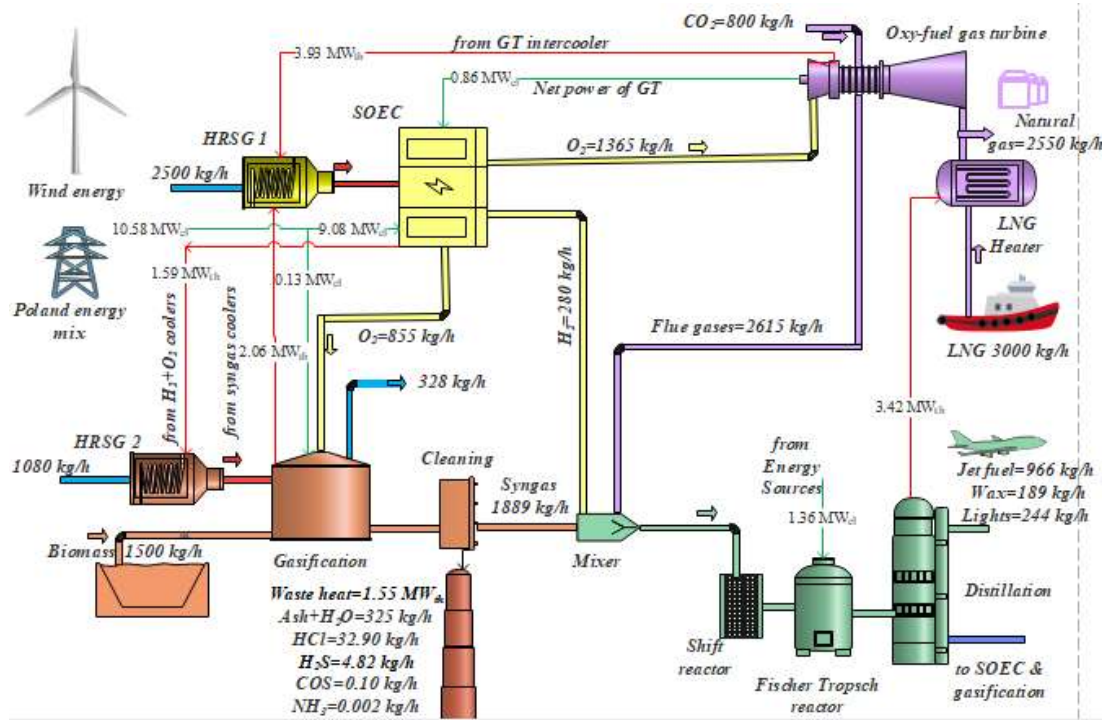 CO₂=800 kg/h
Oxy-fuel gas turbine
from GT intercooler
3.93 MWₜₕ
0.86 MWₑₗ
Net power of GT
SOEC
HRSG 1
Natural
gas=2550 kg/h
O₂=1365 kg/h
2500 kg/h
Wind energy
LNG
Heater
10.58 MWₑₗ
9.08 MWₑₗ
1.59 MWₜₕ
0.13 MWₑₗ
Poland energy
mix
H₂=280 kg/h
O₂=855 kg/h
Flue gases=2615 kg/h
LNG 3000 kg/h
2.06 MWₜₕ
from H₂+O₂ coolers
from syngas coolers
328 kg/h
3.42 MWₜₕ
HRSG 2
1080 kg/h
Cleaning
from
Energy
Sources
Jet fuel=966 kg/h
Wax=189 kg/h
Lights=244 kg/h
Syngas
1889 kg/h
1.36 MWₑₗ
Biomass 1500 kg/h
Gasification
Mixer
Waste heat=1.55 MWₜₕ
Ash+H₂O=325 kg/h
HCl=32.90 kg/h
H₂S=4.82 kg/h
COS=0.10 kg/h
NH₃=0.002 kg/h
Distillation
Shift
reactor
Fischer Tropsch
reactor
to SOEC &
gasification